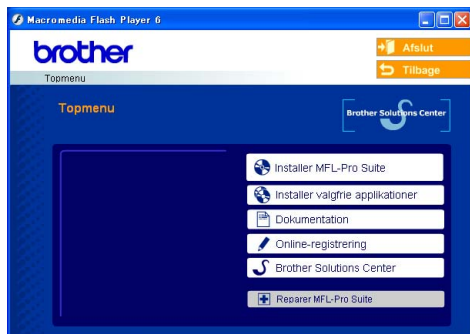 Macromedia Flash Player 6
brother
Afslut
Tilbage
Topmenu
Topmenu
Brother Solutions Center
Installer MFL-Pro Suite
Installer valgfrie applikationer
Dokumentation
Online-registrering
Brother Solutions Center
Reparer MFL-Pro Suite